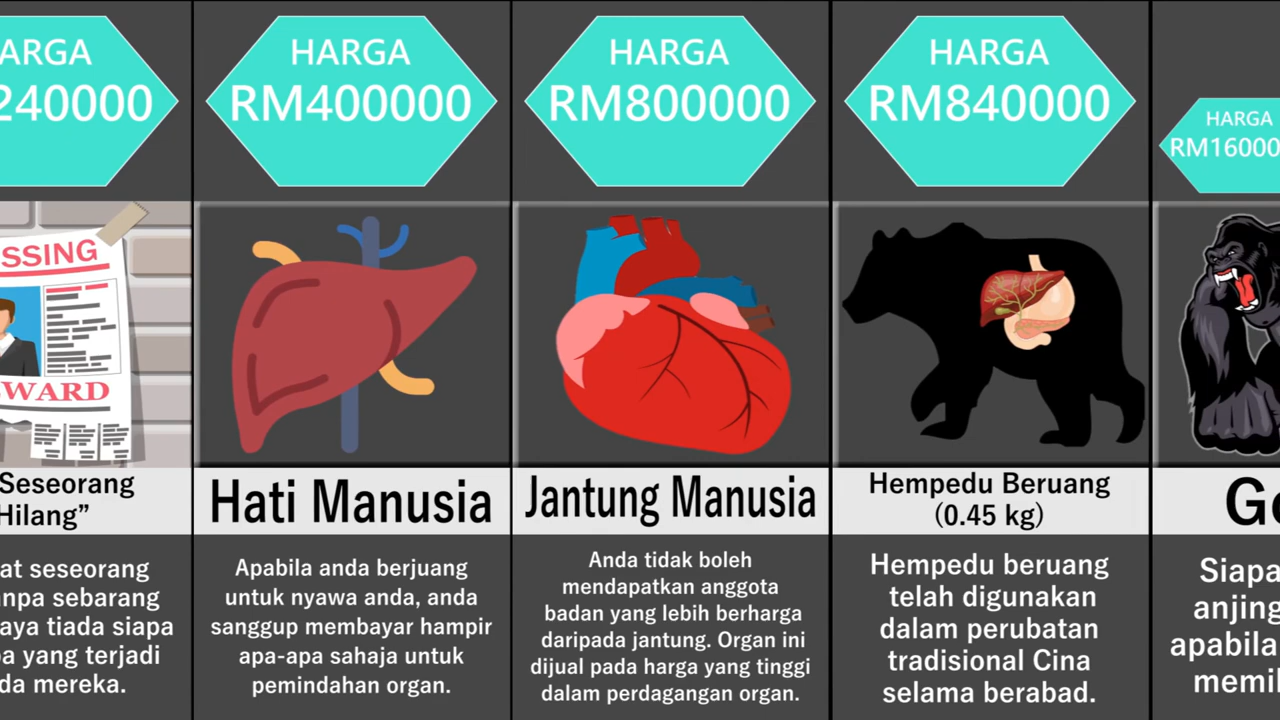 ARGA
240000
SSING
WARD
Seseorang
Hilang”
at seseorang
anpa sebarang
aya tiada siapa
a yang terjadi
da mereka.
HARGA
RM400000
Hati Manusia
Apabila anda berjuang
untuk nyawa anda, anda
sanggup membayar hampir
apa-apa sahaja untuk
pemindahan organ.
HARGA
RM800000
Jantung Manusia
Anda tidak boleh
mendapatkan anggota
badan yang lebih berharga
daripada jantung. Organ ini
dijual pada harga yang tinggi
dalam perdagangan organ.
HARGA
RM840000
Hempedu Beruang
(0.45 kg)
Hempedu beruang
telah digunakan
dalam perubatan
tradisional Cina
selama berabad.
HARGA
RM16000
Go
Siapa
anjing
apabila
memil